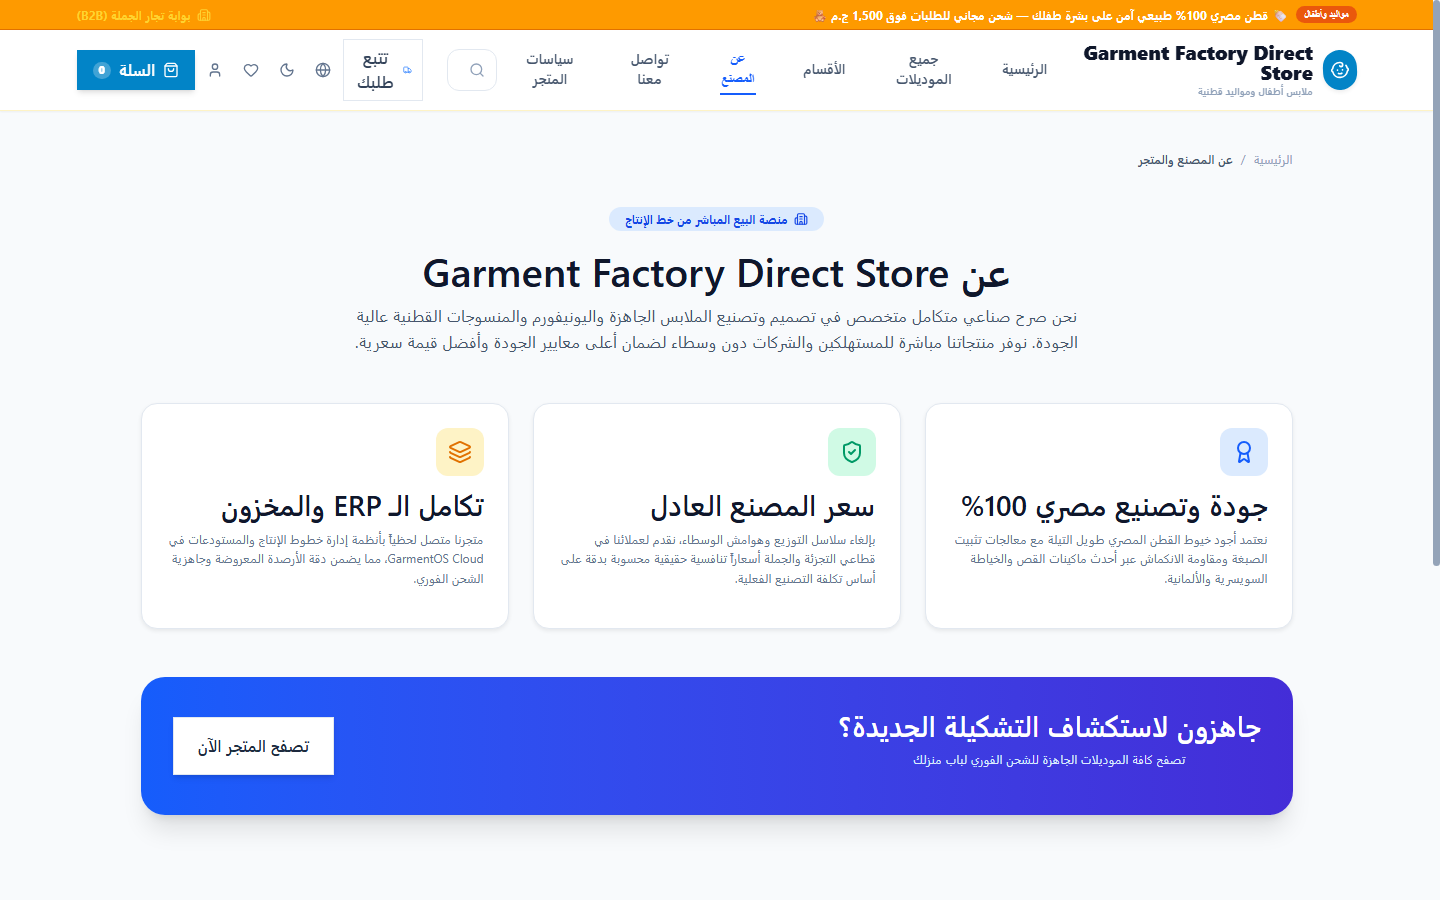 مواليد وأطفال
قطن مصري 100% طبيعي آمن على بشرة طفلك — شحن مجاني للطلبات فوق 1,500 ج.م
بوابة تجار الجملة (B2B)
Garment Factory Direct
Store
ملابس أطفال ومواليد قطنية
الرئيسية
جميع
الموديلات
الأقسام
عن
المصنع
تواصل
معنا
سياسات
المتجر
تتبع
طلبك
السلة 0
الرئيسية / عن المصنع والمتجر
منصة البيع المباشر من خط الإنتاج
عن Garment Factory Direct Store
نحن صرح صناعي متكامل متخصص في تصميم وتصنيع الملابس الجاهزة واليونيفورم والمنسوجات القطنية عالية
الجودة. نوفر منتجاتنا مباشرة للمستهلكين والشركات دون وسطاء لضمان أعلى معايير الجودة وأفضل قيمة سعرية.
جودة وتصنيع مصري 100%
نعتمد أجود خيوط القطن المصري طويل التيلة مع معالجات تثبيت
الصبغة ومقاومة الانكماش عبر أحدث ماكينات القص والخياطة
السويسرية والألمانية.
سعر المصنع العادل
بإلغاء سلاسل التوزيع وهوامش الوسطاء، نقدم لعملائنا في
قطاعي التجزئة والجملة أسعاراً تنافسية حقيقية محسوبة بدقة على
أساس تكلفة التصنيع الفعلية.
تكامل الـ ERP والمخزون
متجرنا متصل لحظياً بأنظمة إدارة خطوط الإنتاج والمستودعات في
GarmentOS Cloud، مما يضمن دقة الأرصدة المعروضة وجاهزية
الشحن الفوري.
جاهزون لاستكشاف التشكيلة الجديدة؟
تصفح كافة الموديلات الجاهزة للشحن الفوري لباب منزلك
تصفح المتجر الآن